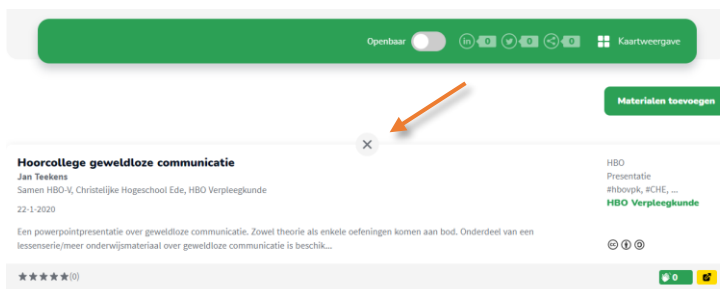 Openbaar in 0 0 0 Kaartweergave
Materialen toevoegen
Hoorcollege geweldloze communicatie
Jan Teekens
Samen HBO-V, Christelijke Hogeschool Ede, HBO Verpleegkunde
22-1-2020
Een powerpointpresentatie over geweldloze communicatie. Zowel theorie als enkele oefeningen komen aan bod. Onderdeel van een
lessenserie/meer onderwijsmateriaal over geweldloze communicatie is beschik...
HBO
Presentatie
#hbovpk, #CHE, ...
HBO Verpleegkunde
cc
(0)
0